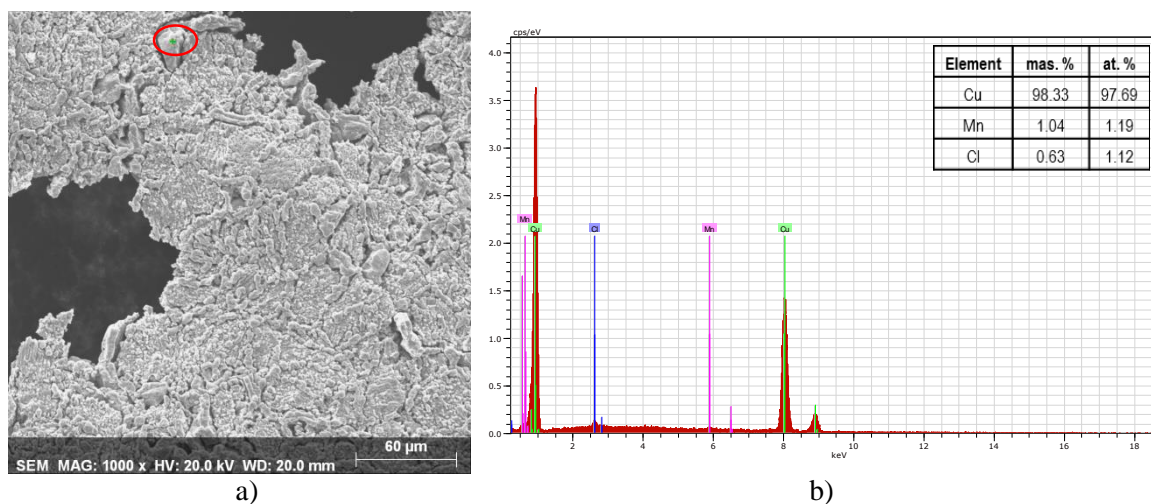 SEM MAG: 1000 x HV: 20.0 kV WD: 20.0 mm
60 µm
a)
cps/eV
4.0
3.5
3.0
2.5
2.0
1.5
1.0
0.5
0.0
Mn
Cu
Cl
Mn
Cu
2 4 6 8 10 12 14 16 18
keV
Element mas. % at. %
Cu 98.33 97.69
Mn 1.04 1.19
Cl 0.63 1.12
b)